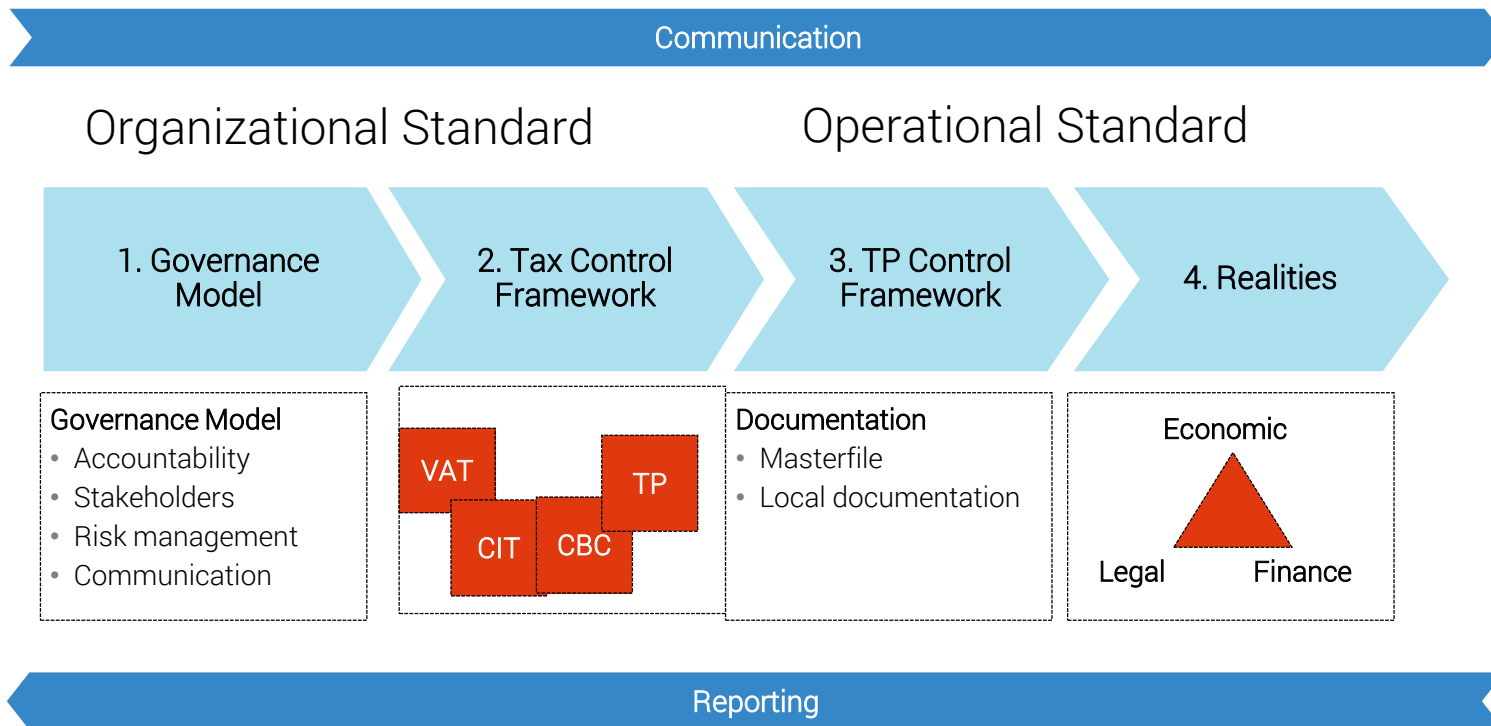 Communication
Organizational Standard
Operational Standard
1. Governance
Model
2. Tax Control
Framework
3. TP Control
Framework
4. Realities
Governance Model
• Accountability
• Stakeholders
• Risk management
• Communication
VAT
CIT
CBC
TP
Documentation
• Masterfile
• Local documentation
Economic
Legal
Finance
Reporting